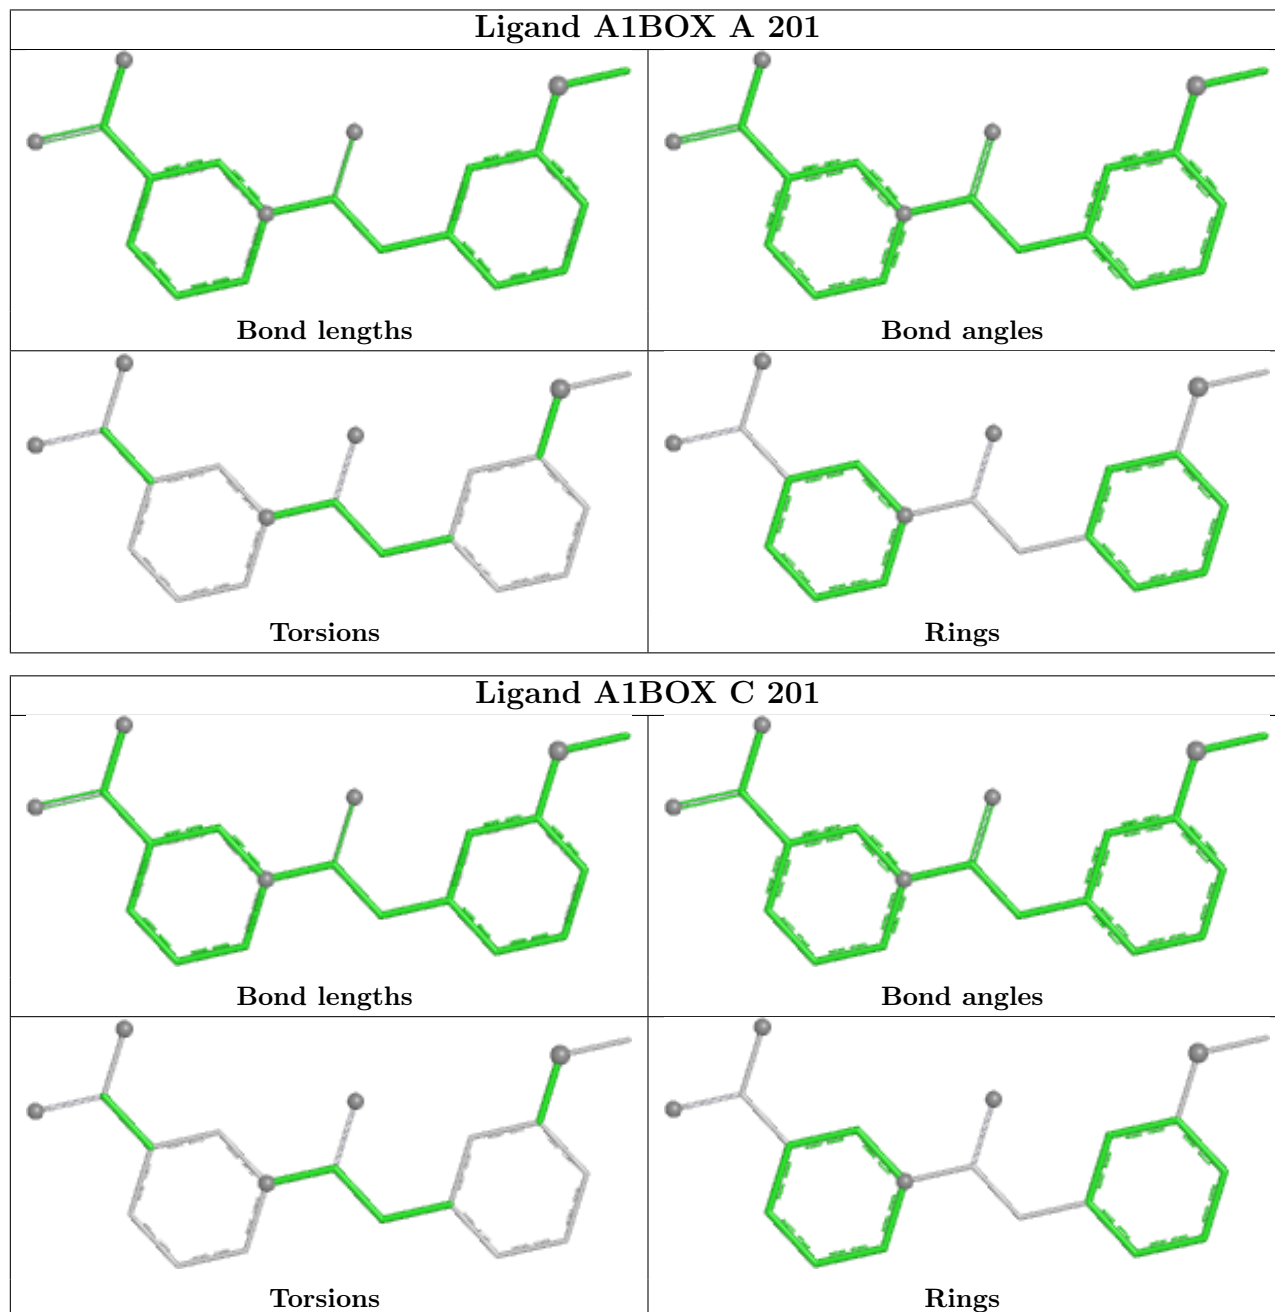 Ligand A1BOX A 201
Bond lengths
Bond angles
Torsions
Rings
Ligand A1BOX C 201
Bond lengths
Bond angles
Torsions
Rings